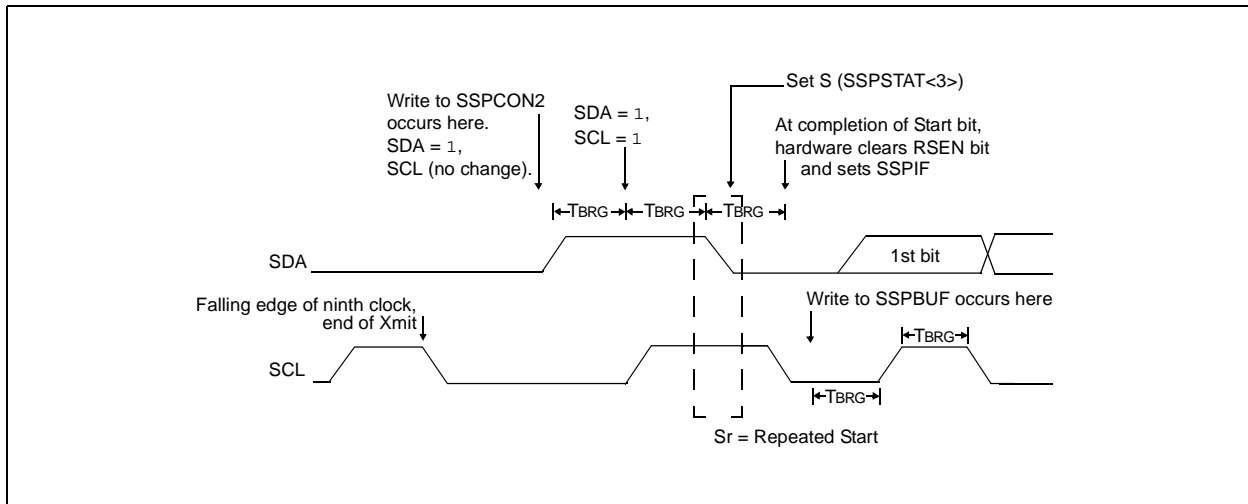 Set S (SSPSTAT<3>)
Write to SSPCON2
occurs here.
SDA = 1,
SCL (no change).
SDA = 1,
SCL = 1
At completion of Start bit,
hardware clears RSEN bit
and sets SSPIF
TBRG
TBRG
TBRG
SDA
1st bit
Falling edge of ninth clock,
end of Xmit
Write to SSPBUF occurs here
TBRG
SCL
TBRG
Sr = Repeated Start